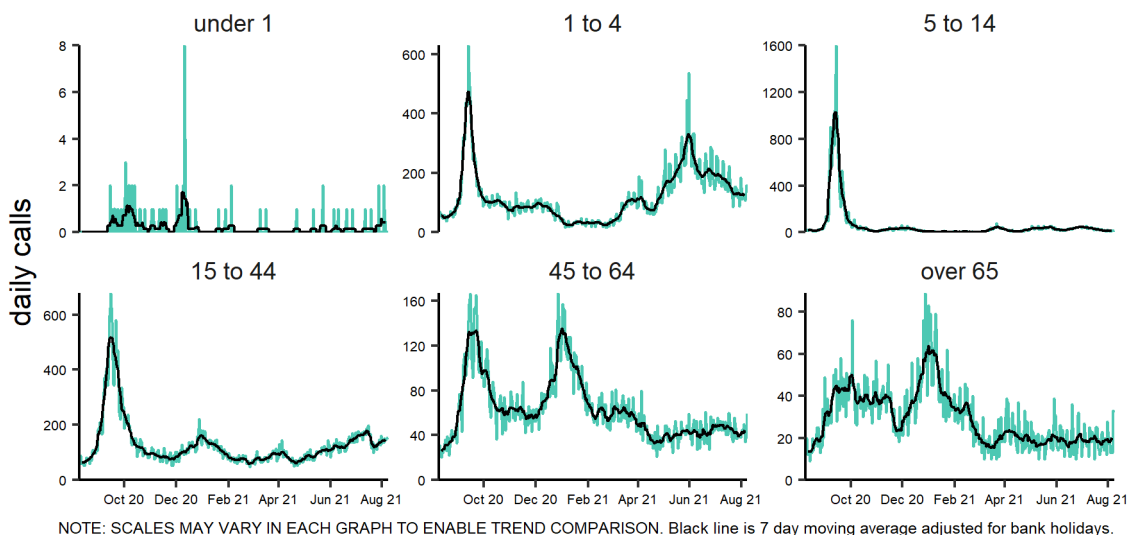 under 1
1 to 4
5 to 14
8
6
4
2
0
600
400
200
0
1600
1200
800
400
0
daily calls
15 to 44
45 to 64
over 65
600
400
200
0
160
120
80
40
0
80
60
40
20
0
Oct 20 Dec 20 Feb 21 Apr 21 Jun 21 Aug 21
Oct 20 Dec 20 Feb 21 Apr 21 Jun 21 Aug 21
Oct 20 Dec 20 Feb 21 Apr 21 Jun 21 Aug 21
NOTE: SCALES MAY VARY IN EACH GRAPH TO ENABLE TREND COMPARISON. Black line is 7 day moving average adjusted for bank holidays.